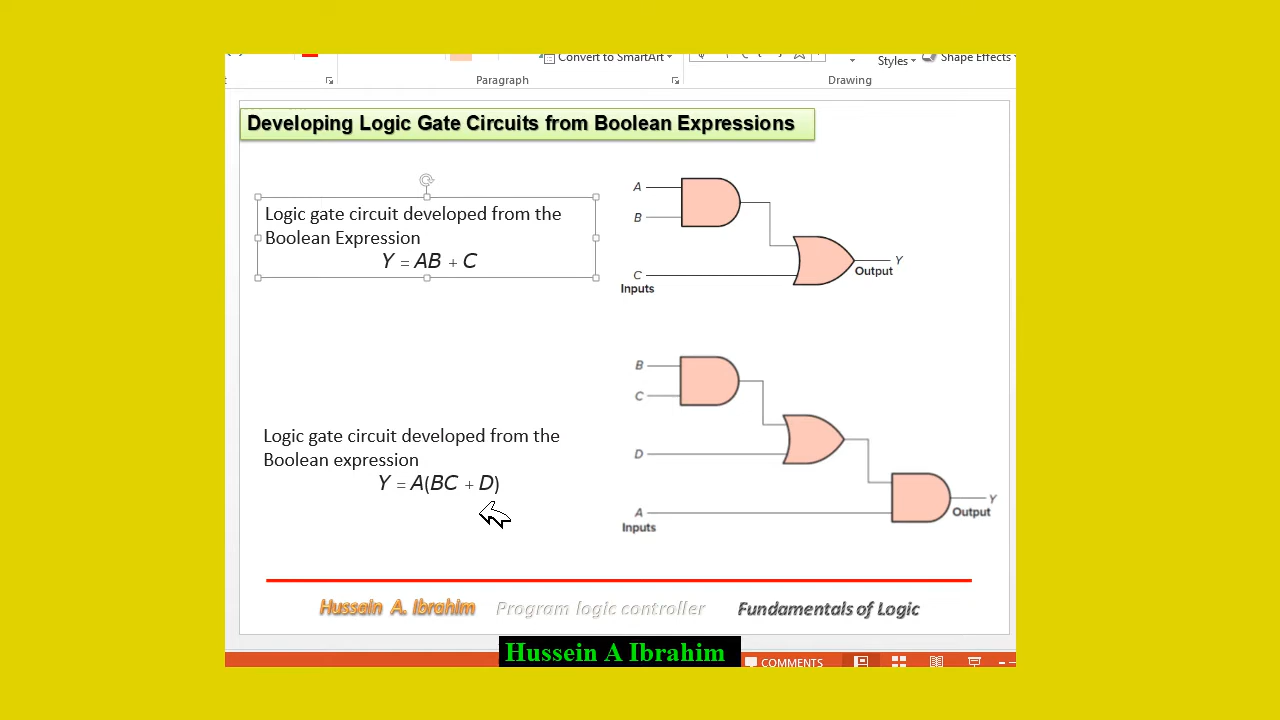 Convert to SmartArt
Styles
Shape Effects
Paragraph
Drawing
Developing Logic Gate Circuits from Boolean Expressions
Logic gate circuit developed from the
Boolean Expression
Y = AB + C
A
B
C
Inputs
Y
Output
Logic gate circuit developed from the
Boolean expression
Y = A(BC + D)
B
C
D
A
Inputs
Y
Output
Hussein A. Ibrahim
Program logic controller
Fundamentals of Logic
Hussein A Ibrahim
COMMENTS